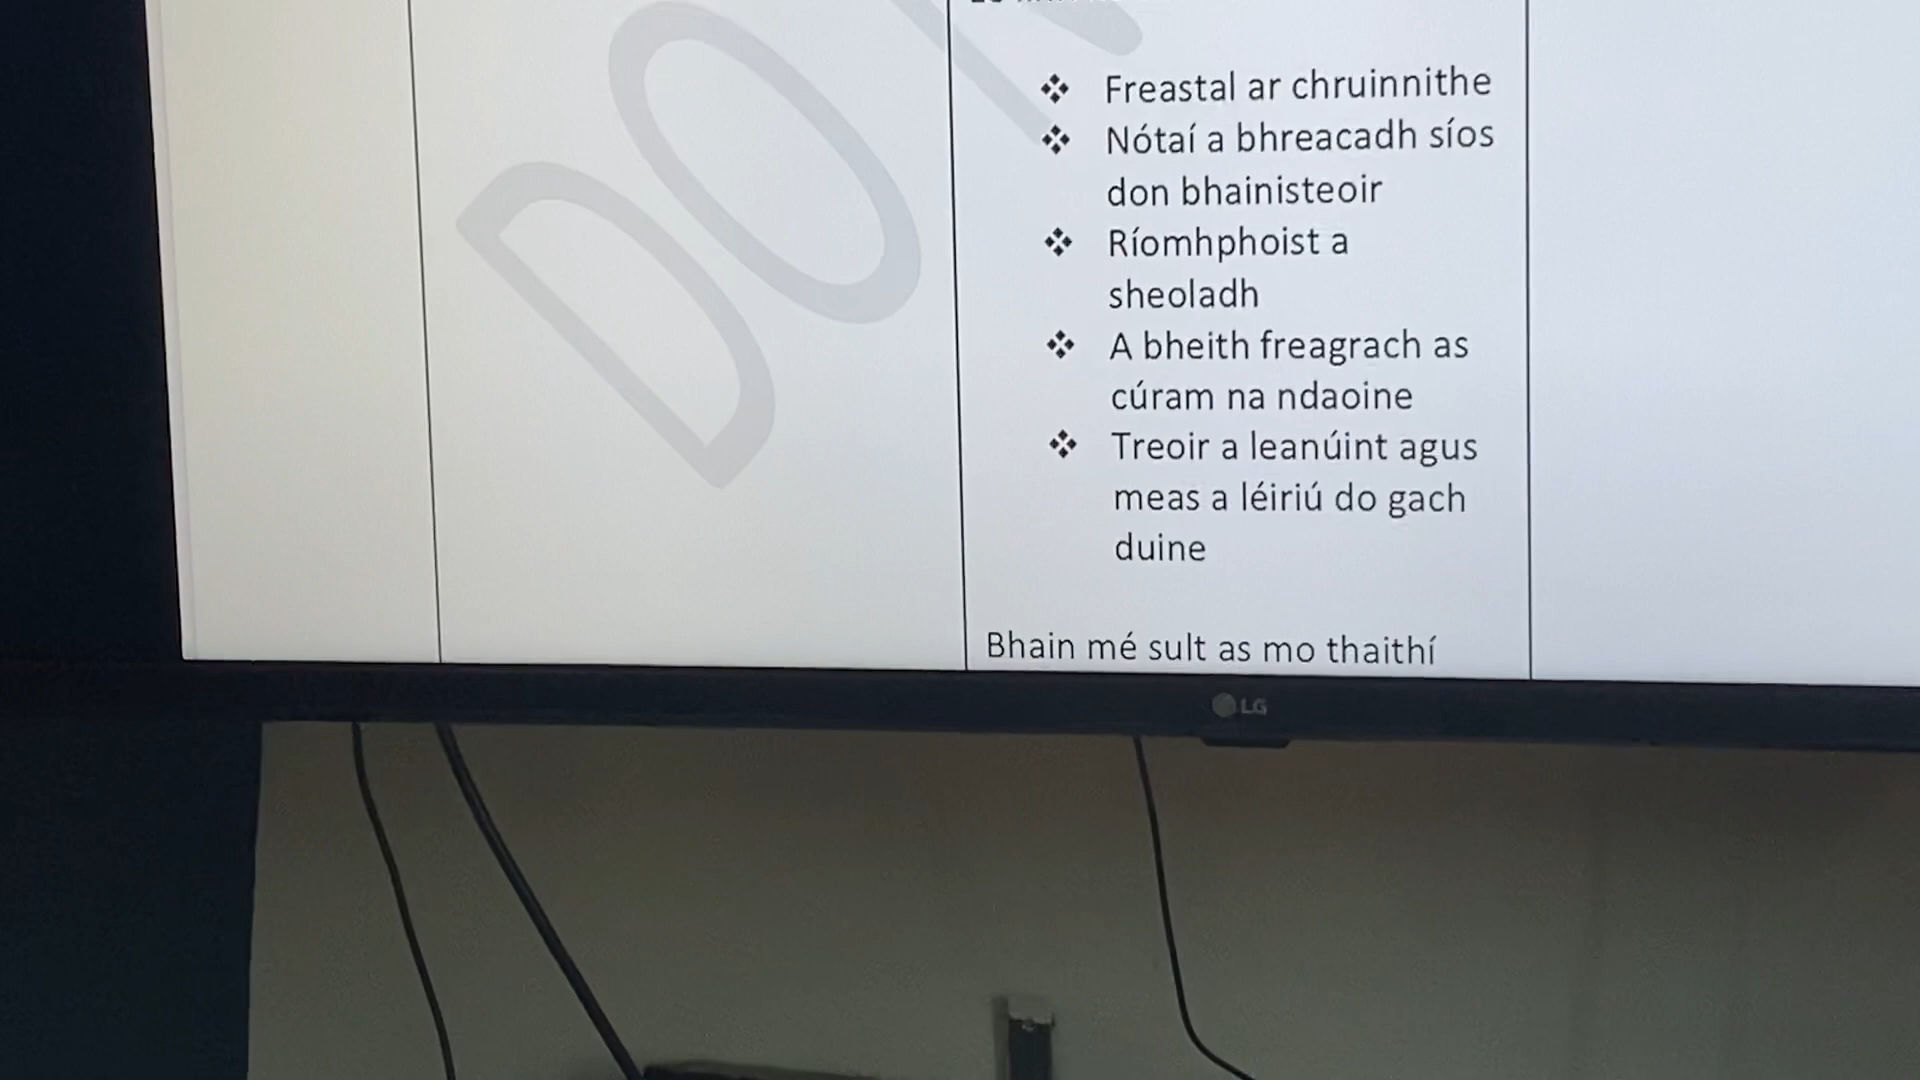 Freastal ar chruinnithe
Nótaí a bhreacadh síos
don bhainisteoir
Ríomhphoist a
sheoladh
A bheith freagrach as
cúram na ndaoine
Treoir a leanúint agus
meas a léiriú do gach
duine
Bhain mé sult as mo thaithí
DO
LG